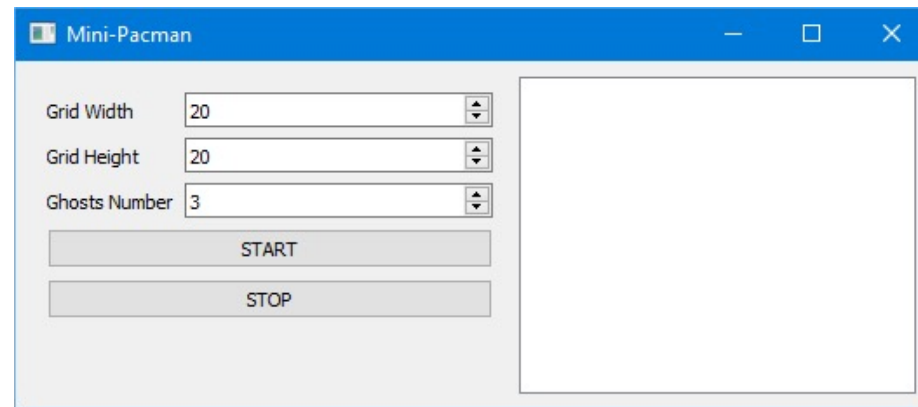 Mini-Pacman
Grid Width 20
Grid Height 20
Ghosts Number 3
START
STOP